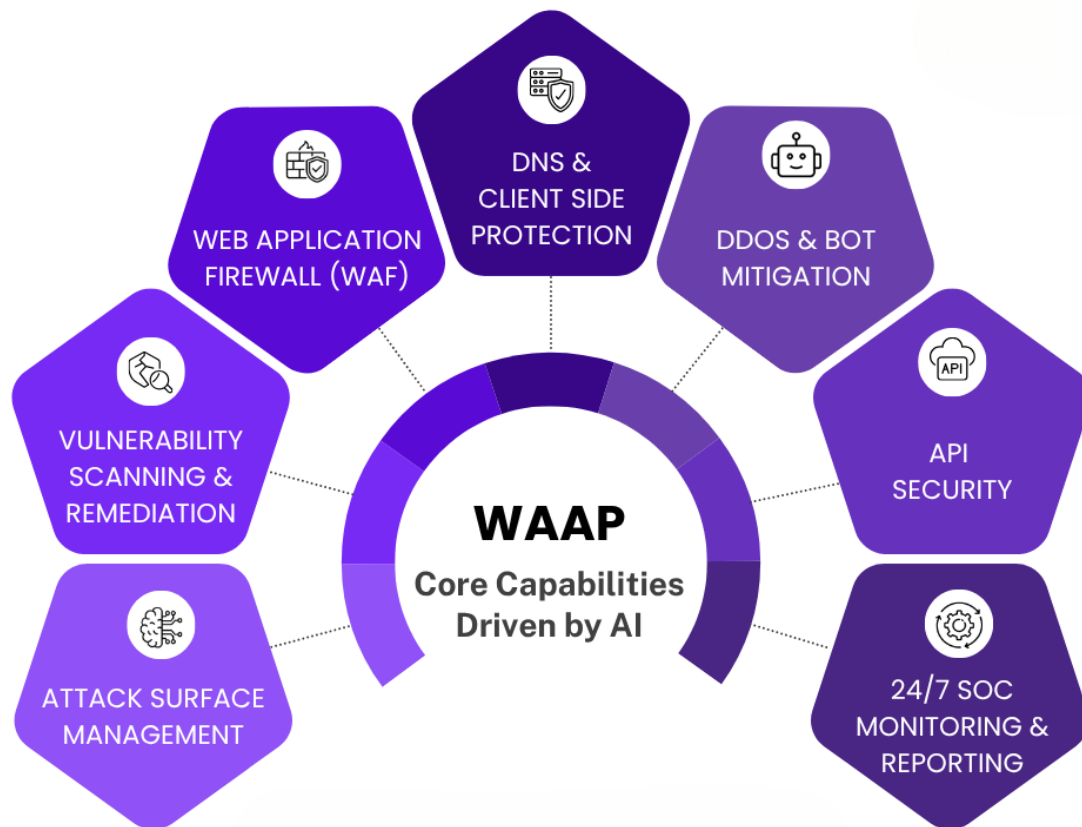 DNS &
CLIENT SIDE
PROTECTION
WEB APPLICATION
FIREWALL (WAF)
DDOS & BOT
MITIGATION
VULNERABILITY
SCANNING &
REMEDIATION
API
API
SECURITY
WAAP
Core Capabilities
Driven by AI
ATTACK SURFACE
MANAGEMENT
24/7 SOC
MONITORING &
REPORTING